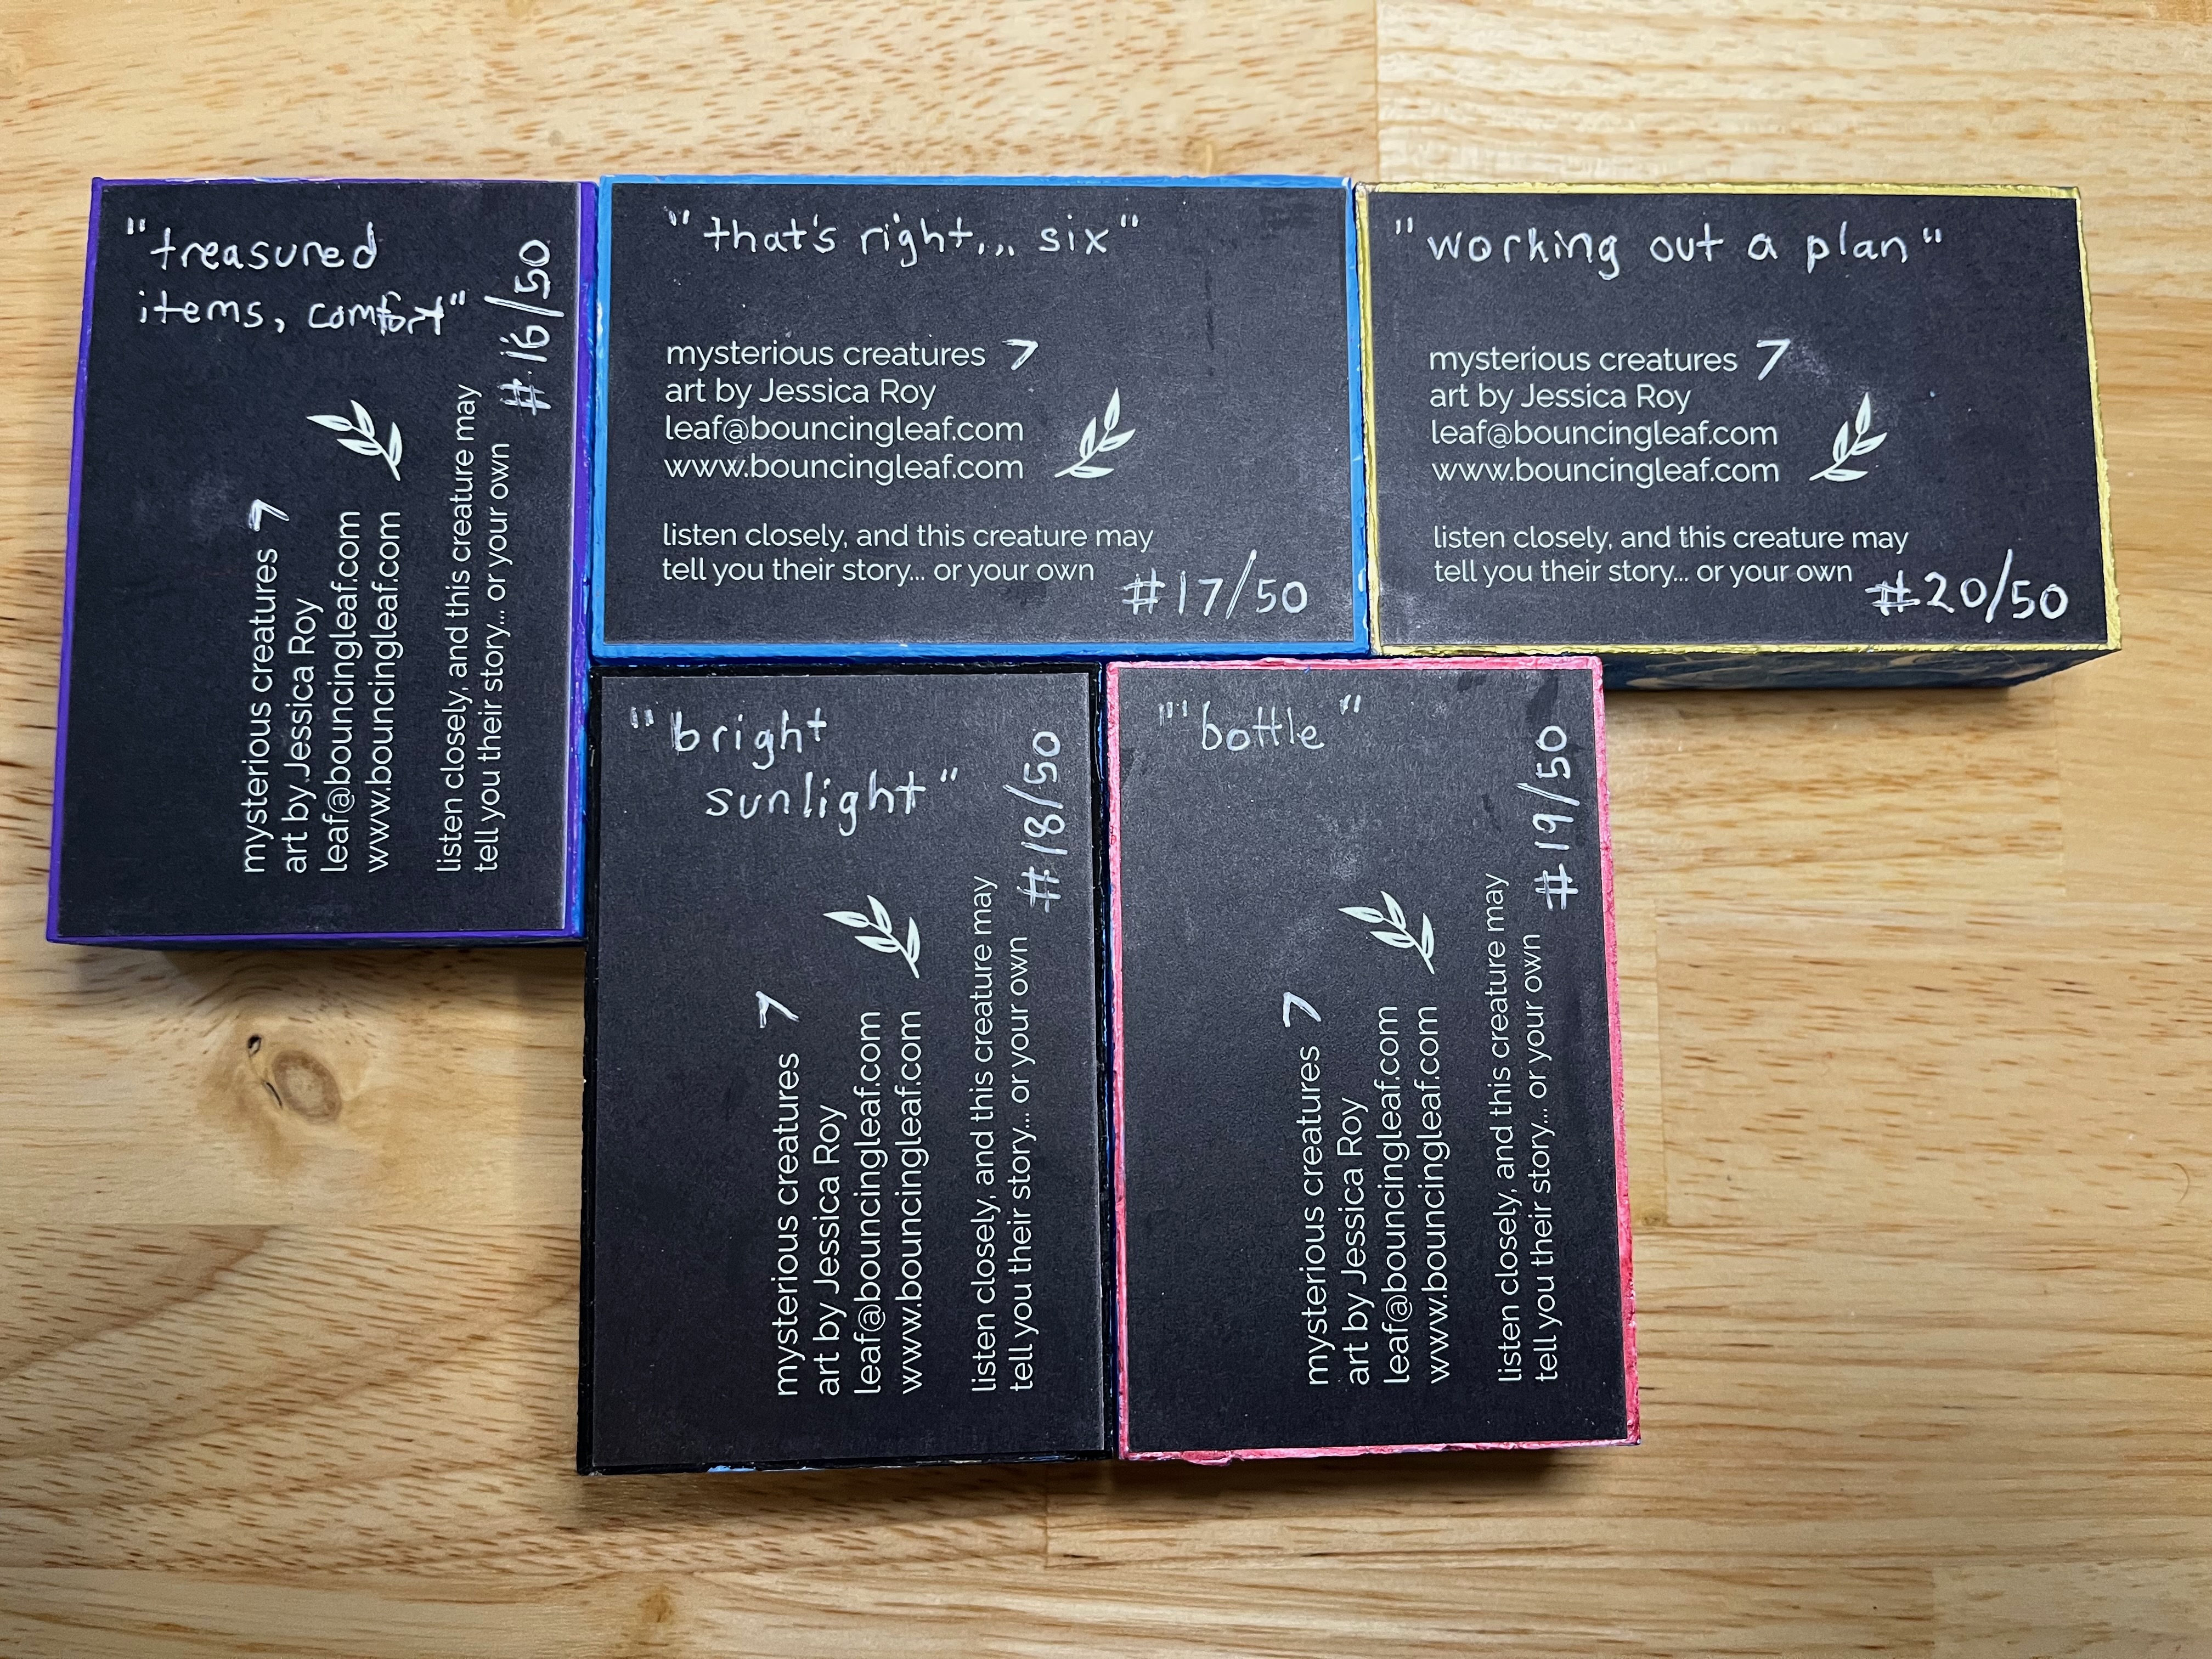 "treasured
items, comfort"
mysterious creatures 7
art by Jessica Roy
leaf@bouncingleaf.com
www.bouncingleaf.com
listen closely, and this creature may
tell you their story... or your own
#16/50
"that's right... six"
mysterious creatures 7
art by Jessica Roy
leaf@bouncingleaf.com
www.bouncingleaf.com
listen closely, and this creature may
tell you their story... or your own
#17/50
"working out a plan"
mysterious creatures 7
art by Jessica Roy
leaf@bouncingleaf.com
www.bouncingleaf.com
listen closely, and this creature may
tell you their story... or your own
#20/50
"bright
sunlight"
mysterious creatures 7
art by Jessica Roy
leaf@bouncingleaf.com
www.bouncingleaf.com
listen closely, and this creature may
tell you their story... or your own
#18/50
"'bottle"
mysterious creatures 7
art by Jessica Roy
leaf@bouncingleaf.com
www.bouncingleaf.com
listen closely, and this creature may
tell you their story... or your own
#19/50